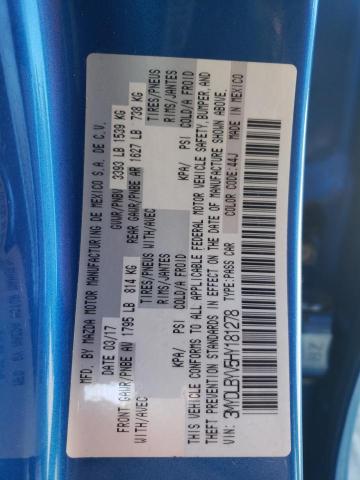 MFD. BY MAZDA MOTOR MANUFACTURING DE MEXICO S.A. DE C.V.
DATE: 03/17 GVWR/PNBV 3393 LB 1539 KG
FRONT GAWR/PNBE AV 1795 LB 814 KG REAR GAWR/PNBE AR 1627 LB 738 KG
WITH/AVEC TIRES/PNEUS WITH/AVEC TIRES/PNEUS
RIMS/JANTES RIMS/JANTES
KPA/ PSI COLD/A FROID KPA/ PSI COLD/A FROID
THIS VEHICLE CONFORMS TO ALL APPLICABLE FEDERAL MOTOR VEHICLE SAFETY, BUMPER, AND
THEFT PREVENTION STANDARDS IN EFFECT ON THE DATE OF MANUFACTURE SHOWN ABOVE.
3MYDLBYV5HY181278 COLOR: 44J MADE IN MEXICO
VIN: TYPE: PASS CAR